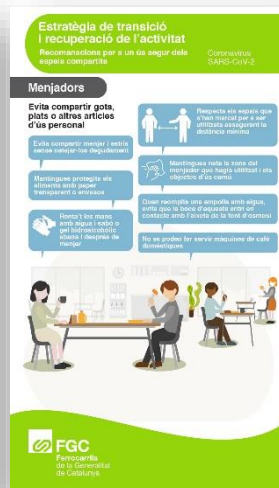 Estratègia de transició
i recuperació de l'activitat
Recomanacions per a un ús segur dels
espais compartits
Coronavirus
SARS-CoV-2
Menjadors
Evita compartir gots,
plats o altres articles
d'ús personal
Evita compartir menjar i estris
sense netejar-los degudament
Mantingues protegits els
aliments amb paper
transparent o envasos
Renta't les mans
amb aigua i sabó o
gel hidroalcohòlic
abans i després de
menjar
Respecta els espais que
s'han marcat per a ser
utilitzats assegurant la
distància mínima
Mantingues neta la zona del
menjador que hagis utilitzat i els
objectes d'ús comú
Quan reomplis una ampolla amb aigua,
evita que la boca d'aquesta entri en
contacte amb l'aixeta de la font d'osmosi
No es poden fer servir màquines de cafè
domèstiques
FGC
Ferrocarrils
de la Generalitat
de Catalunya